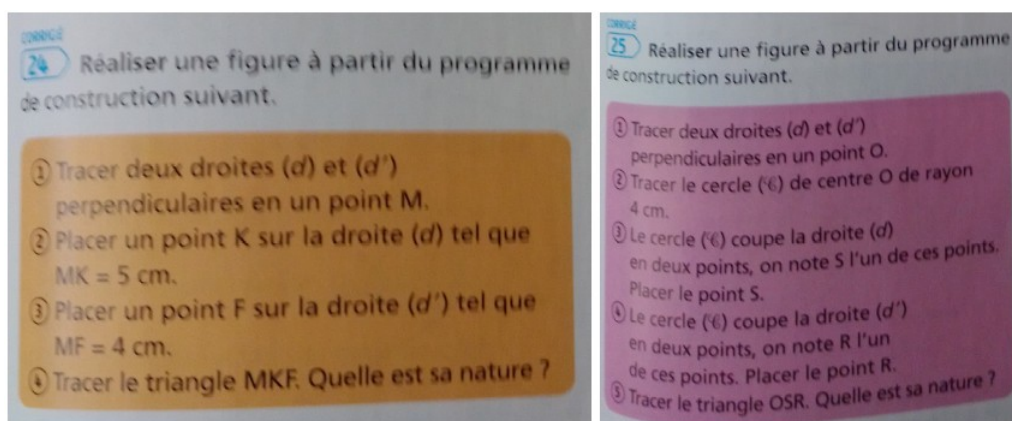 CORRIGÉ
24 Réaliser une figure à partir du programme
de construction suivant.
① Tracer deux droites (d) et (d')
perpendiculaires en un point M.
② Placer un point K sur la droite (d) tel que
MK = 5 cm.
③ Placer un point F sur la droite (d') tel que
MF = 4 cm.
④ Tracer le triangle MKF. Quelle est sa nature ?
CORRIGÉ
25 Réaliser une figure à partir du programme
de construction suivant.
① Tracer deux droites (d) et (d')
perpendiculaires en un point O.
② Tracer le cercle (𝒞) de centre O de rayon
4 cm.
③ Le cercle (𝒞) coupe la droite (d)
en deux points, on note S l'un de ces points.
Placer le point S.
④ Le cercle (𝒞) coupe la droite (d')
en deux points, on note R l'un
de ces points. Placer le point R.
⑤ Tracer le triangle OSR. Quelle est sa nature ?